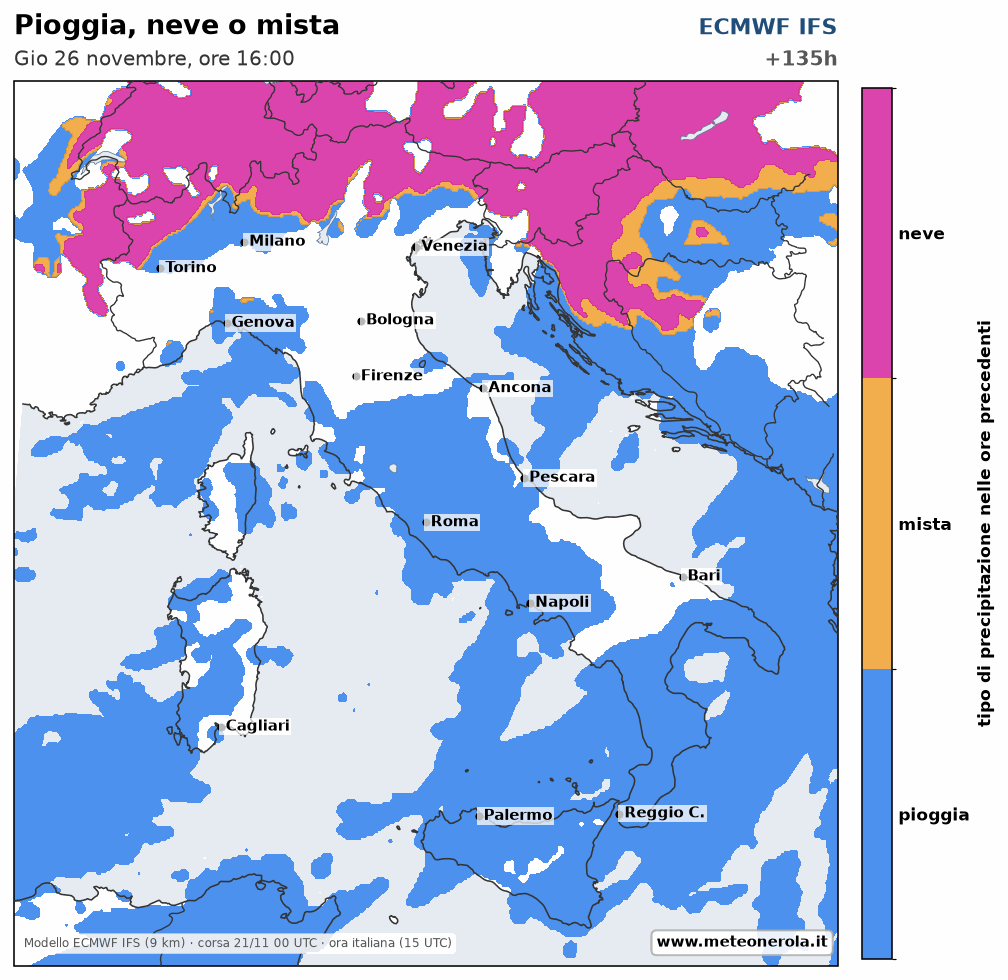 Pioggia, neve o mista
ECMWF IFS
Gio 26 novembre, ore 16:00
+135h
Milano
Venezia
Torino
Genova
Bologna
Firenze
Ancona
Pescara
Roma
Bari
Napoli
Cagliari
Palermo
Reggio C.
neve
mista
pioggia
tipo di precipitazione nelle ore precedenti
Modello ECMWF IFS (9 km) · corsa 21/11 00 UTC · ora italiana (15 UTC)
www.meteonerola.it